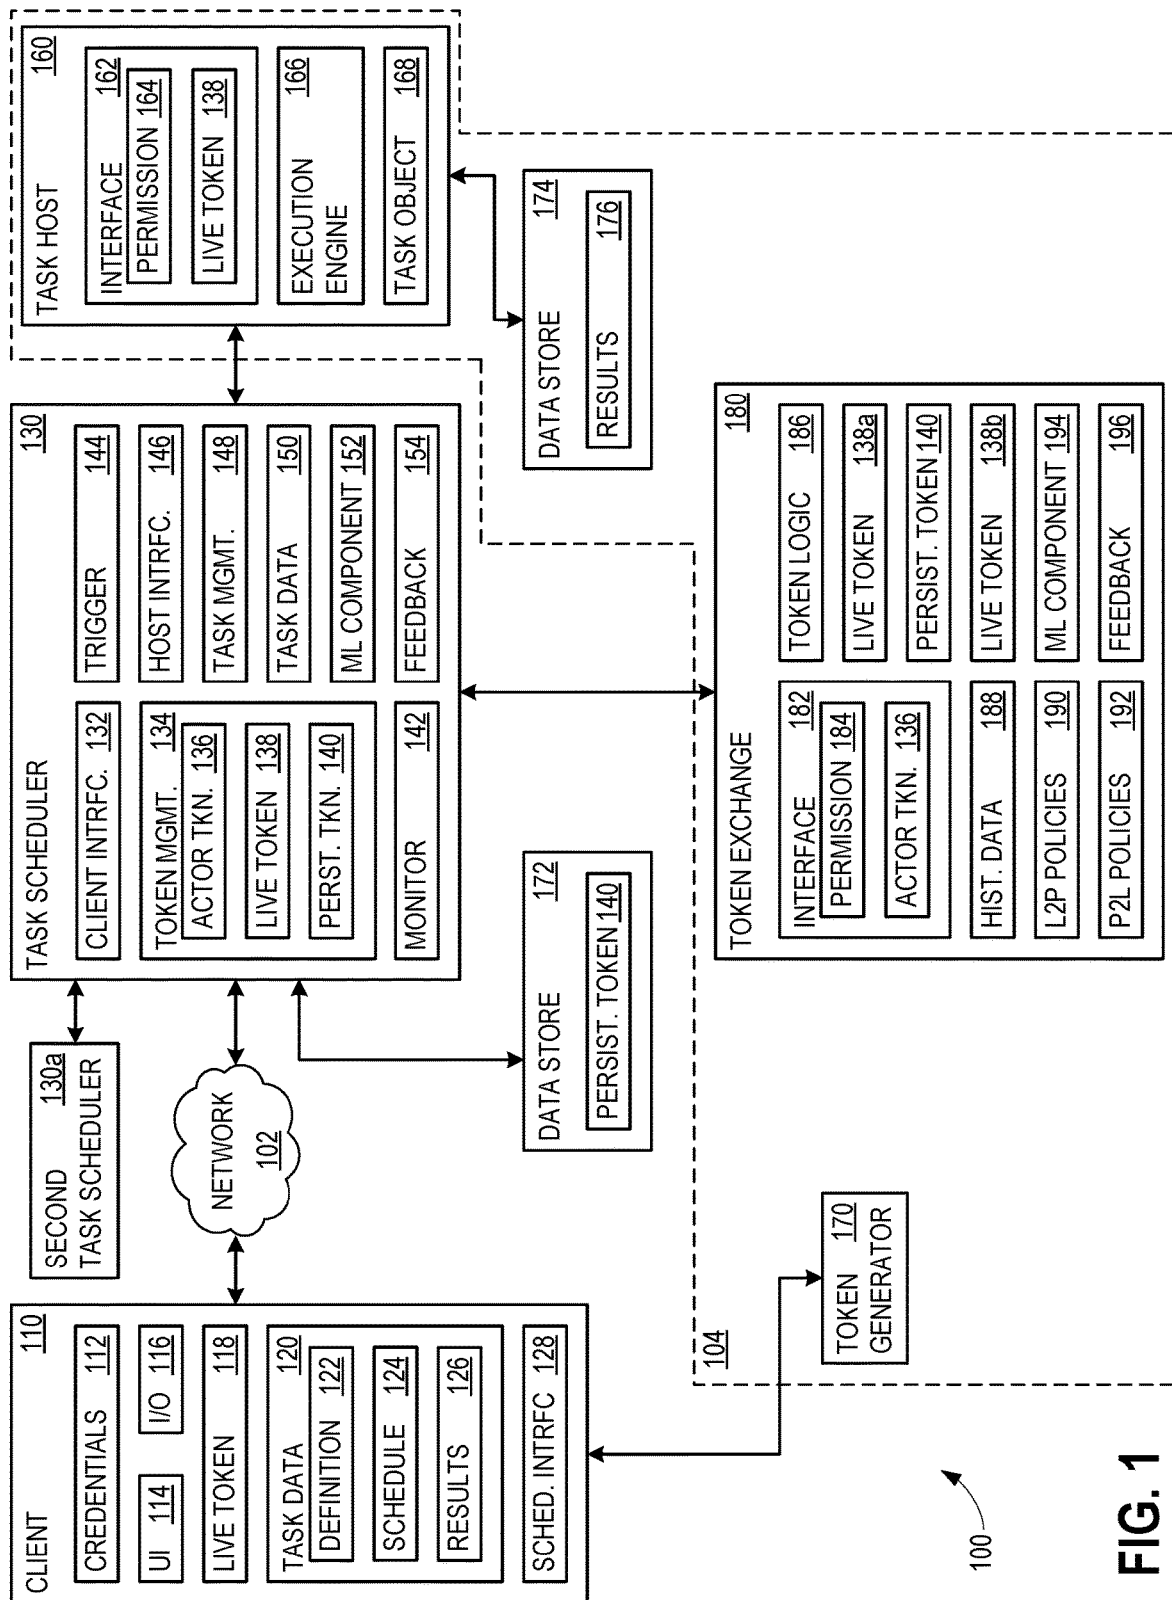 CLIENT 110
CREDENTIALS 112
UI 114
I/O 116
LIVE TOKEN 118
TASK DATA 120
DEFINITION 122
SCHEDULE 124
RESULTS 126
SCHED. INTRFC 128
SECOND 130a
TASK SCHEDULER
NETWORK
102
TASK SCHEDULER 130
CLIENT INTRFC. 132
TOKEN MGMT. 134
ACTOR TKN. 136
LIVE TOKEN 138
PERST. TKN. 140
MONITOR 142
TRIGGER 144
HOST INTRFC. 146
TASK MGMT. 148
TASK DATA 150
ML COMPONENT 152
FEEDBACK 154
TASK HOST 160
INTERFACE 162
PERMISSION 164
LIVE TOKEN 138
EXECUTION 166
ENGINE
TASK OBJECT 168
DATA STORE 172
PERSIST. TOKEN 140
DATA STORE 174
RESULTS 176
104
TOKEN 170
GENERATOR
TOKEN EXCHANGE 180
INTERFACE 182
PERMISSION 184
ACTOR TKN. 136
HIST. DATA 188
L2P POLICIES 190
P2L POLICIES 192
TOKEN LOGIC 186
LIVE TOKEN 138a
PERSIST. TOKEN 140
LIVE TOKEN 138b
ML COMPONENT 194
FEEDBACK 196
100
FIG. 1